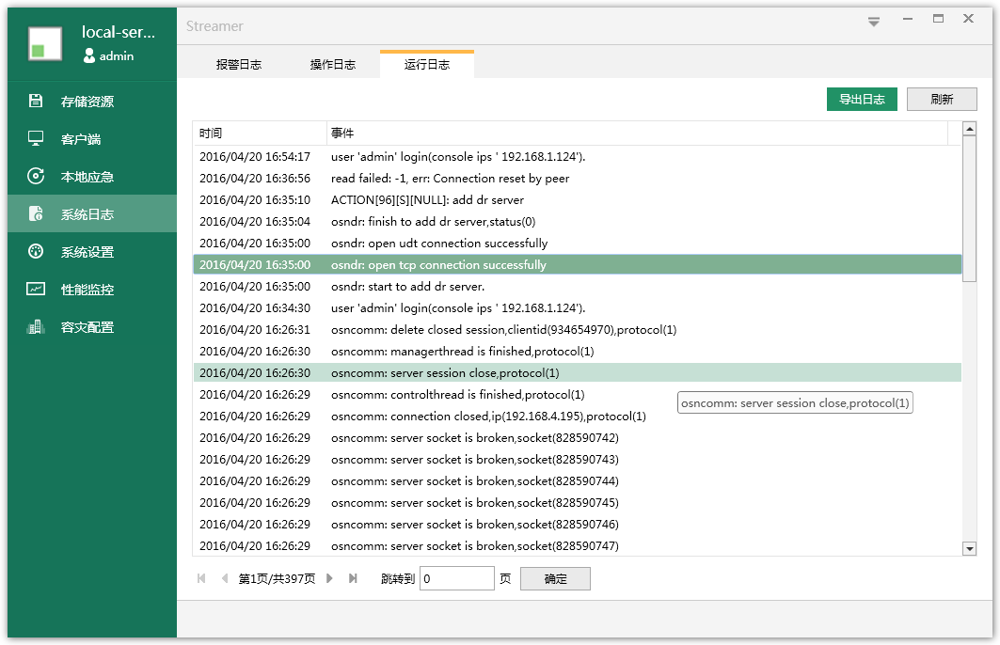 local-ser...
admin
存储资源
客户端
本地应急
系统日志
系统设置
性能监控
容灾配置
Streamer
报警日志 操作日志 运行日志
导出日志 刷新
时间 事件
2016/04/20 16:54:17 user 'admin' login(console ips ' 192.168.1.124').
2016/04/20 16:36:56 read failed: -1, err: Connection reset by peer
2016/04/20 16:35:10 ACTION[96][S][NULL]: add dr server
2016/04/20 16:35:04 osndr: finish to add dr server,status(0)
2016/04/20 16:35:00 osndr: open udt connection successfully
2016/04/20 16:35:00 osndr: open tcp connection successfully
2016/04/20 16:35:00 osndr: start to add dr server.
2016/04/20 16:34:30 user 'admin' login(console ips ' 192.168.1.124').
2016/04/20 16:26:31 osncomm: delete closed session,clientid(934654970),protocol(1)
2016/04/20 16:26:30 osncomm: managerthread is finished,protocol(1)
2016/04/20 16:26:30 osncomm: server session close,protocol(1)
2016/04/20 16:26:29 osncomm: controlthread is finished,protocol(1)
osncomm: server session close,protocol(1)
2016/04/20 16:26:29 osncomm: connection closed,ip(192.168.4.195),protocol(1)
2016/04/20 16:26:29 osncomm: server socket is broken,socket(828590742)
2016/04/20 16:26:29 osncomm: server socket is broken,socket(828590743)
2016/04/20 16:26:29 osncomm: server socket is broken,socket(828590744)
2016/04/20 16:26:29 osncomm: server socket is broken,socket(828590745)
2016/04/20 16:26:29 osncomm: server socket is broken,socket(828590746)
2016/04/20 16:26:29 osncomm: server socket is broken,socket(828590747)
第1页/共397页 跳转到 0 页 确定